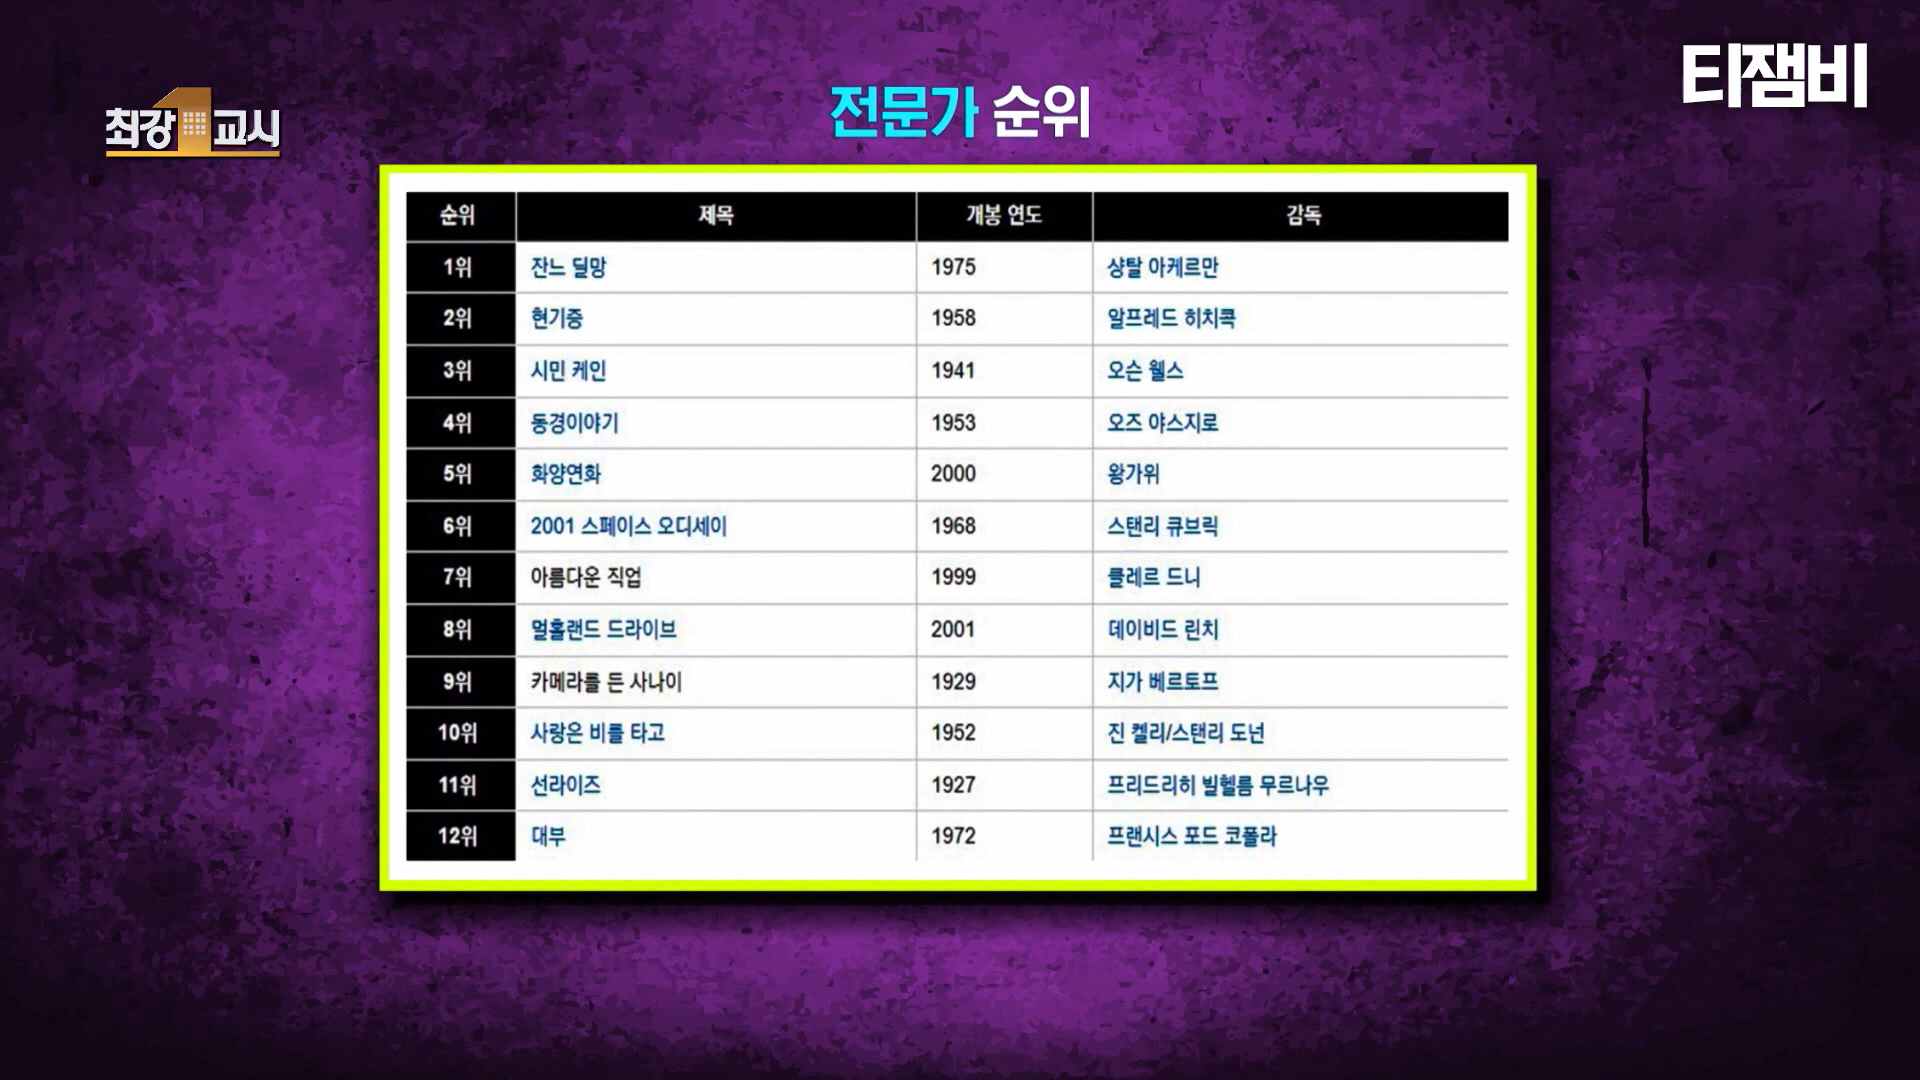 티잼비
최강1교시
전문가 순위
순위 제목 개봉 연도 감독
1위 잔느 딜망 1975 샹탈 아케르만
2위 현기증 1958 알프레드 히치콕
3위 시민 케인 1941 오슨 웰스
4위 동경이야기 1953 오즈 야스지로
5위 화양연화 2000 왕가위
6위 2001 스페이스 오디세이 1968 스탠리 큐브릭
7위 아름다운 직업 1999 클레르 드니
8위 멀홀랜드 드라이브 2001 데이비드 린치
9위 카메라를 든 사나이 1929 지가 베르토프
10위 사랑은 비를 타고 1952 진 켈리/스탠리 도넌
11위 선라이즈 1927 프리드리히 빌헬름 무르나우
12위 대부 1972 프랜시스 포드 코폴라